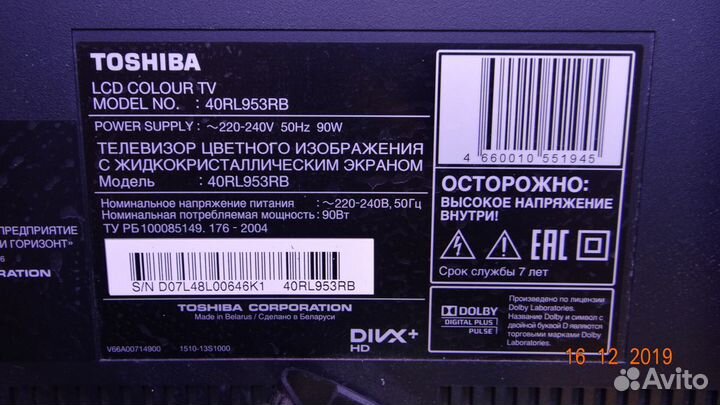 TOSHIBA
LCD COLOUR TV
MODEL NO. : 40RL953RB
POWER SUPPLY : ~220-240V 50Hz 90W
ТЕЛЕВИЗОР ЦВЕТНОГО ИЗОБРАЖЕНИЯ
С ЖИДКОКРИСТАЛЛИЧЕСКИМ ЭКРАНОМ
Модель : 40RL953RB
Номинальное напряжение питания : ~220-240В, 50Гц
Номинальная потребляемая мощность: 90Вт
ТУ РБ100085149. 176 - 2004
S/N D07L48L00646K1 40RL953RB
TOSHIBA CORPORATION
Made in Belarus / Сделано в Беларуси
DIVX+
HD
V66A00714900 1510-13S1000
4 660010 551945
ОСТОРОЖНО:
ВЫСОКОЕ НАПРЯЖЕНИЕ
ВНУТРИ!
EAC
Срок службы 7 лет
DOLBY
DIGITAL PLUS
PULSE
Произведено по лицензии
Dolby Laboratories.
Название Dolby и символ с
двойной буквой D являются
торговыми марками
Dolby Laboratories.
ПРЕДПРИЯТИЕ
И ГОРИЗОНТ»
6
ORATION
16 12 2019
Avito